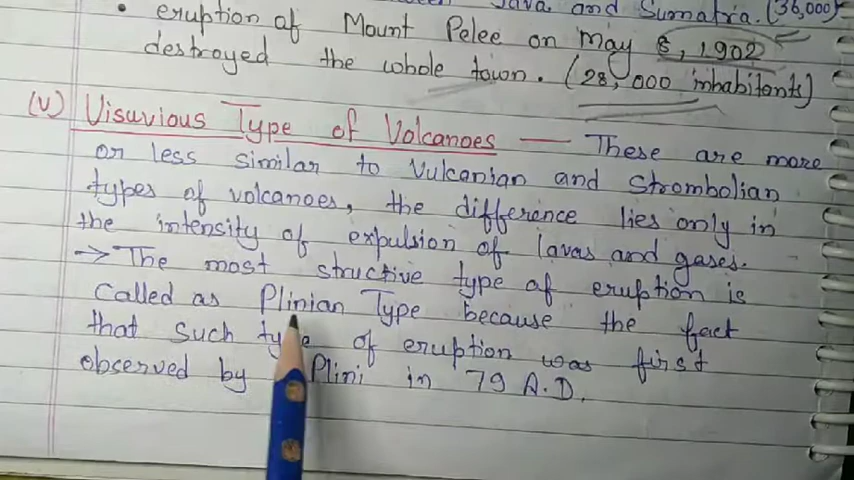 Java and Sumatra. (36,000)
• eruption of Mount Pelee on may 8, 1902
destroyed the whole town. (28,000 inhabitants)
(V) Visuvious Type of Volcanoes — These are more
or less similar to Vulcanian and Strombolian
types of volcanoes, the difference lies only in
the intensity of expulsion of lavas and gases.
→ The most structive type of eruption is
Called as Plinian Type because the fact
that such type of eruption was first
observed by Plini in 79 A.D.